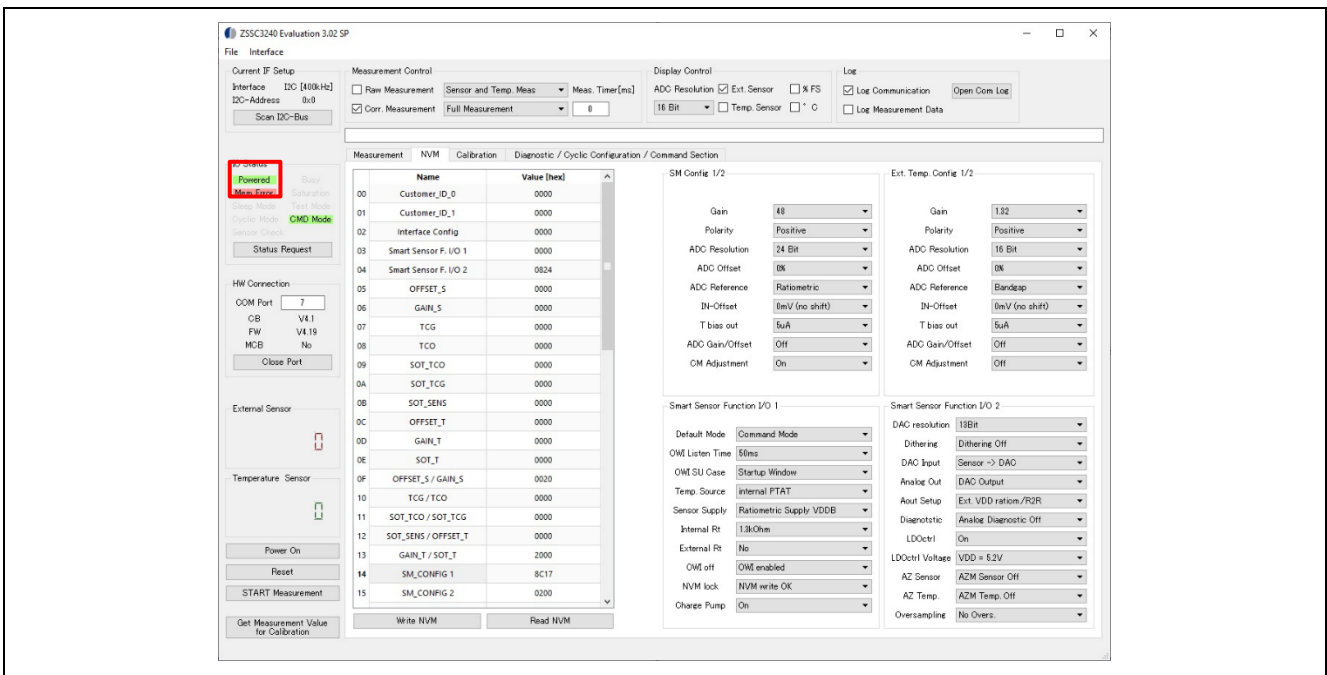 ZSSC3240 Evaluation 3.02 SP
File Interface
Current IF Setup
Interface I2C [400kHz]
I2C-Address 0x0
Scan I2C-Bus
Measurement Control
Raw Measurement Sensor and Temp. Meas Meas. Timer[ms]
Corr. Measurement Full Measurement 0
Display Control
ADC Resolution Ext. Sensor % FS
16 Bit Temp. Sensor ° C
Log
Log Communication Open Com Log
Log Measurement Data
IC Status
Powered Busy
Mem Error Saturation
Sleep Mode Test Mode
Cyclic Mode CMD Mode
Sensor Check
Status Request
HW Connection
COM Port 7
CB V4.1
FW V4.19
MCB No
Close Port
External Sensor
0
Temperature Sensor
0
Power On
Reset
START Measurement
Get Measurement Value
for Calibration
Measurement NVM Calibration Diagnostic / Cyclic Configuration / Command Section
Name Value [hex]
00 Customer_ID_0 0000
01 Customer_ID_1 0000
02 Interface Config 0000
03 Smart Sensor F. I/O 1 0000
04 Smart Sensor F. I/O 2 0824
05 OFFSET_S 0000
06 GAIN_S 0000
07 TCG 0000
08 TCO 0000
09 SOT_TCO 0000
0A SOT_TCG 0000
0B SOT_SENS 0000
0C OFFSET_T 0000
0D GAIN_T 0000
0E SOT_T 0000
0F OFFSET_S / GAIN_S 0020
10 TCG / TCO 0000
11 SOT_TCO / SOT_TCG 0000
12 SOT_SENS / OFFSET_T 0000
13 GAIN_T / SOT_T 2000
14 SM_CONFIG 1 8C17
15 SM_CONFIG 2 0200
Write NVM Read NVM
SM Config 1/2
Gain 48
Polarity Positive
ADC Resolution 24 Bit
ADC Offset 0%
ADC Reference Ratiometric
IN-Offset 0mV (no shift)
T bias out 5uA
ADC Gain/Offset Off
CM Adjustment On
Ext. Temp. Config 1/2
Gain 1.32
Polarity Positive
ADC Resolution 16 Bit
ADC Offset 0%
ADC Reference Bandgap
IN-Offset 0mV (no shift)
T bias out 5uA
ADC Gain/Offset Off
CM Adjustment Off
Smart Sensor Function I/O 1
Default Mode Command Mode
OWI Listen Time 50ms
OWI SU Case Startup Window
Temp. Source internal PTAT
Sensor Supply Ratiometric Supply VDDB
Internal Rt 1.3kOhm
External Rt No
OWI off OWI enabled
NVM lock NVM write OK
Charge Pump On
Smart Sensor Function I/O 2
DAC resolution 13Bit
Dithering Dithering Off
DAC Input Sensor -> DAC
Analog Out DAC Output
Aout Setup Ext. VDD ratiom./R2R
Diagnotstic Analog Diagnostic Off
LDOctrl On
LDOctrl Voltage VDD = 5.2V
AZ Sensor AZM Sensor Off
AZ Temp. AZM Temp. Off
Oversampling No Overs.